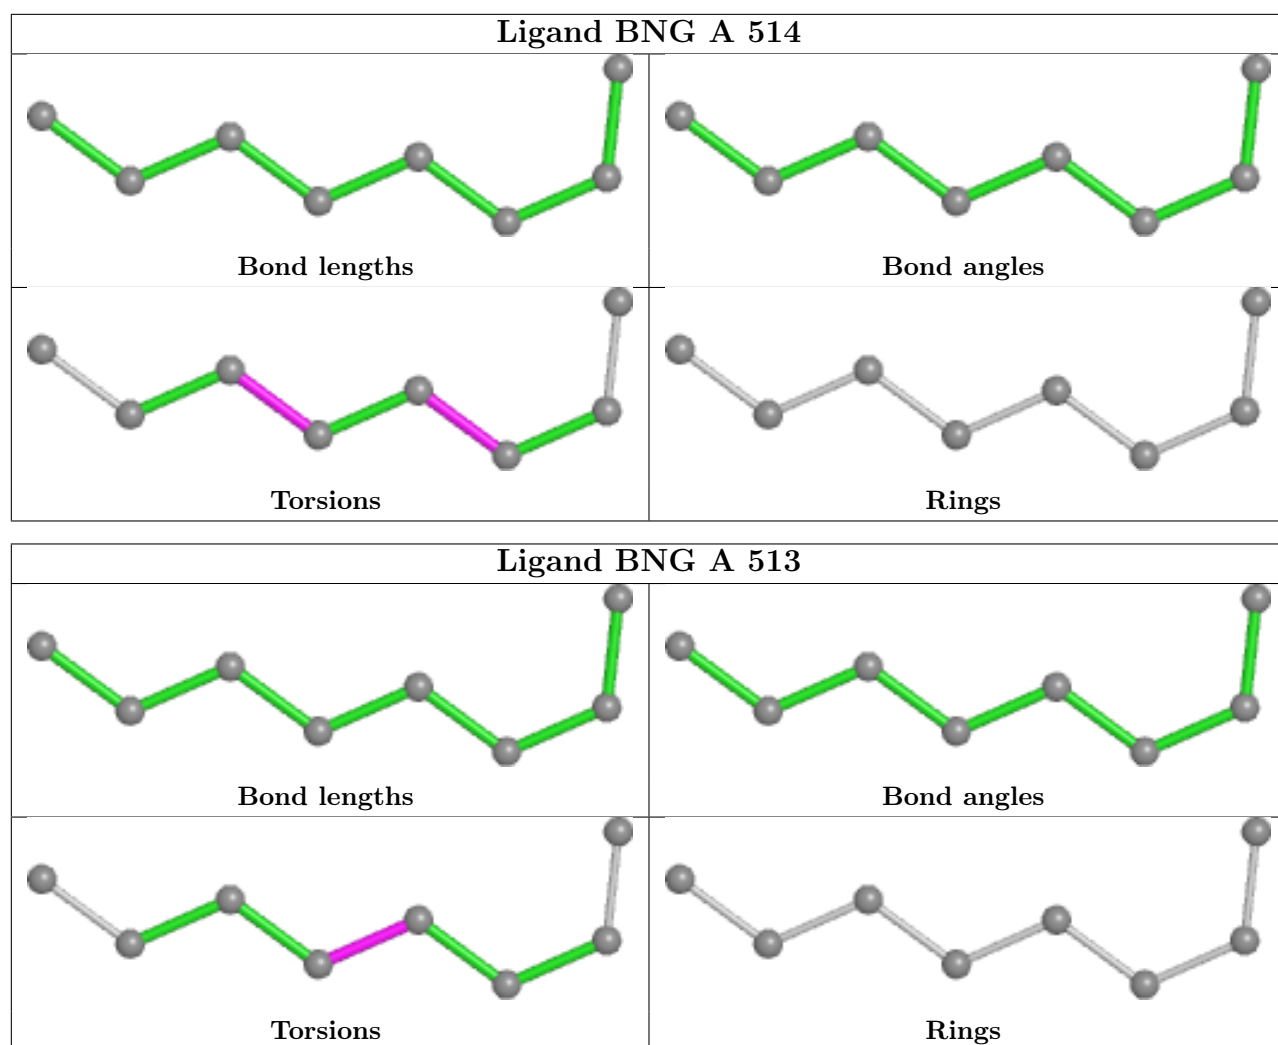 Ligand BNG A 514
Bond lengths
Bond angles
Torsions
Rings
Ligand BNG A 513
Bond lengths
Bond angles
Torsions
Rings